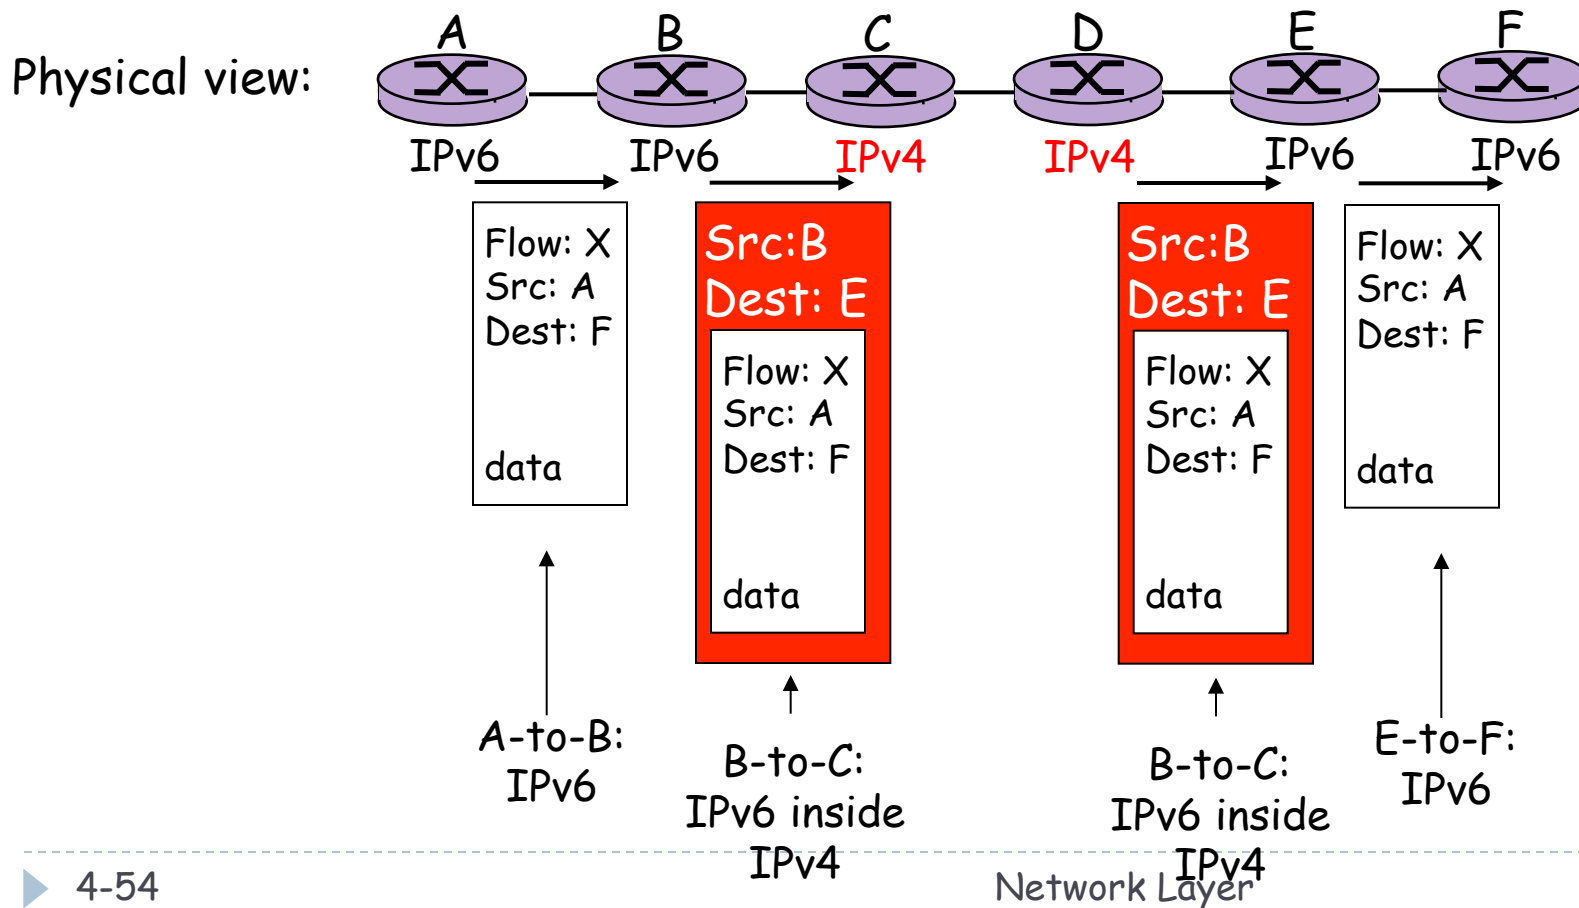 A B C D E F
Physical view:
IPv6 IPv6 IPv4 IPv4 IPv6 IPv6
Flow: X
Src: A
Dest: F
data
Src:B
Dest: E
Flow: X
Src: A
Dest: F
data
Src:B
Dest: E
Flow: X
Src: A
Dest: F
data
Flow: X
Src: A
Dest: F
data
A-to-B:
IPv6
B-to-C:
IPv6 inside
IPv4
B-to-C:
IPv6 inside
IPv4
E-to-F:
IPv6
4-54
Network Layer